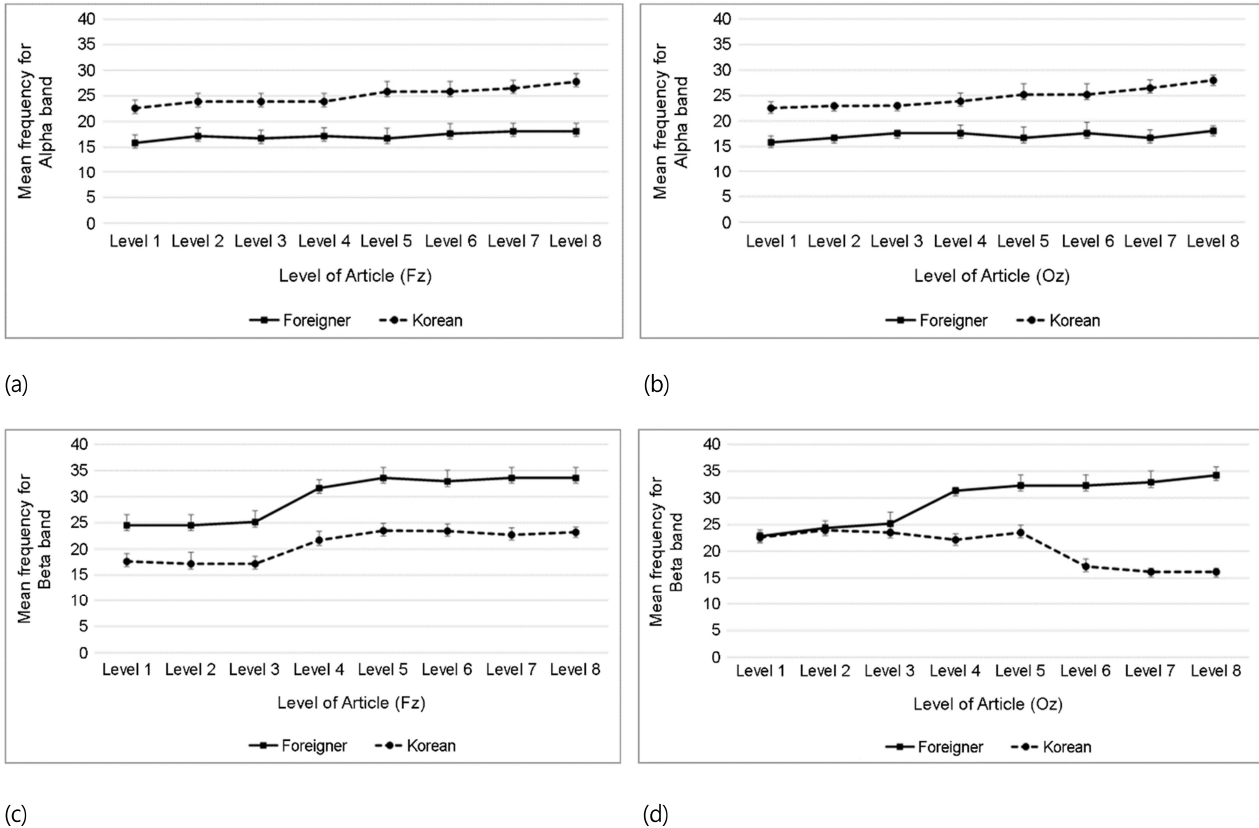 40
35
30
25
20
15
10
5
0
Mean frequency for
Alpha band
Level 1 Level 2 Level 3 Level 4 Level 5 Level 6 Level 7 Level 8
Level of Article (Fz)
Foreigner Korean
(a)
40
35
30
25
20
15
10
5
0
Mean frequency for
Alpha band
Level 1 Level 2 Level 3 Level 4 Level 5 Level 6 Level 7 Level 8
Level of Article (Oz)
Foreigner Korean
(b)
40
35
30
25
20
15
10
5
0
Mean frequency for
Beta band
Level 1 Level 2 Level 3 Level 4 Level 5 Level 6 Level 7 Level 8
Level of Article (Fz)
Foreigner Korean
(c)
40
35
30
25
20
15
10
5
0
Mean frequency for
Beta band
Level 1 Level 2 Level 3 Level 4 Level 5 Level 6 Level 7 Level 8
Level of Article (Oz)
Foreigner Korean
(d)